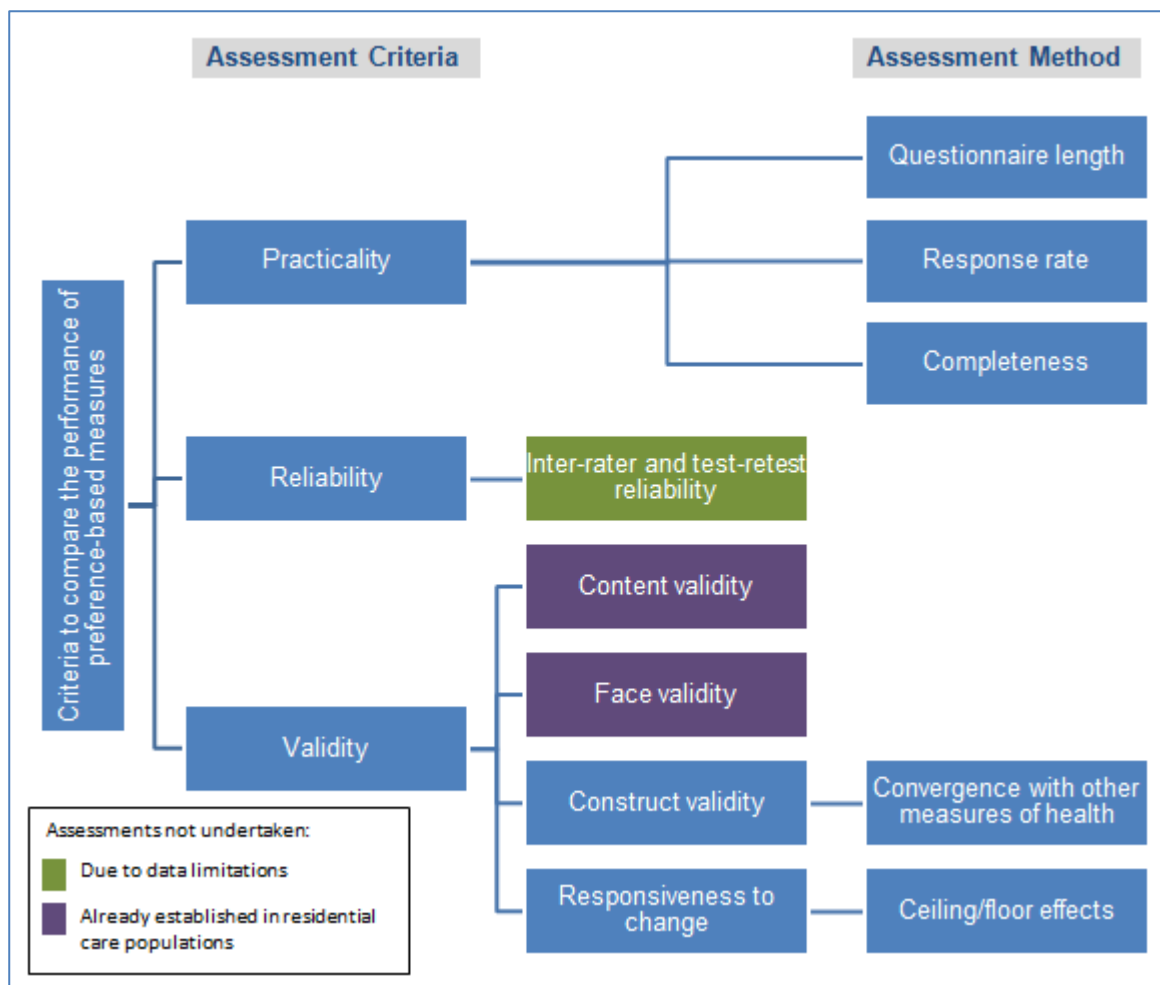 Assessment Criteria
Assessment Method
Criteria to compare the performance of
preference-based measures
Practicality
Questionnaire length
Response rate
Completeness
Reliability
Inter-rater and test-retest
reliability
Validity
Content validity
Face validity
Construct validity
Convergence with other
measures of health
Responsiveness to
change
Ceiling/floor effects
Assessments not undertaken:
Due to data limitations
Already established in residential
care populations